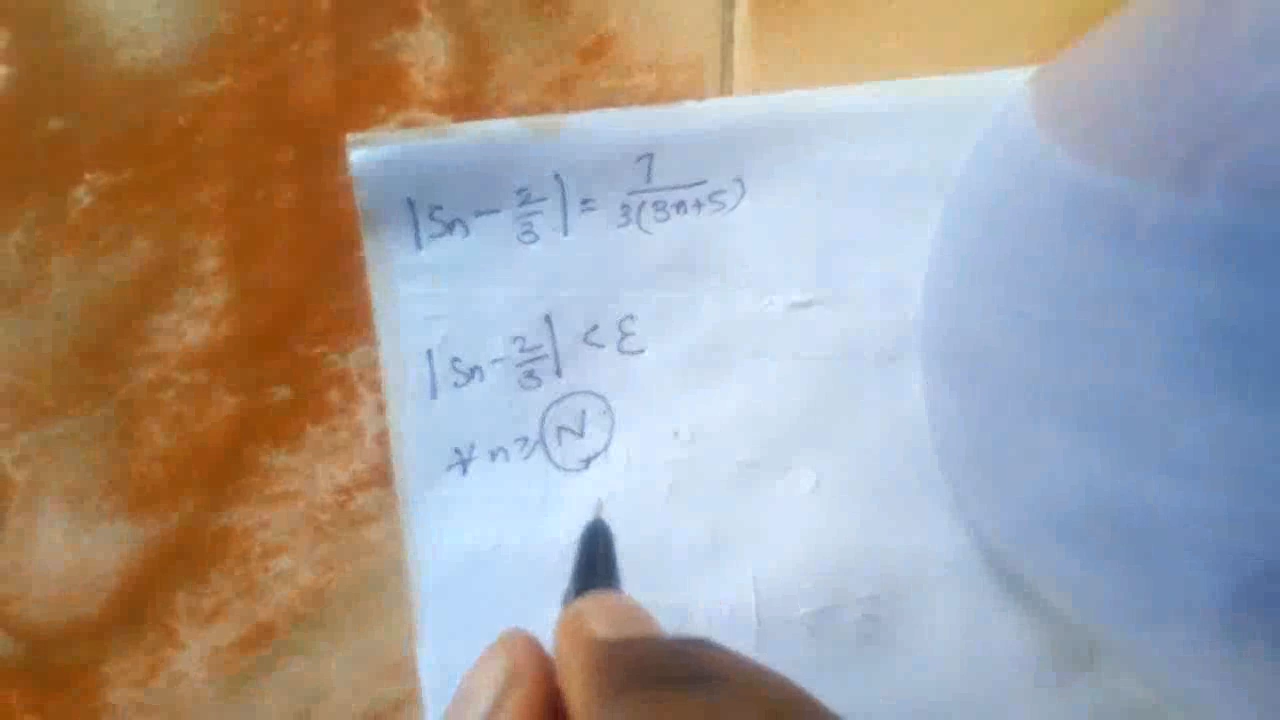 |Sn - 2/3| = 7/3(3n+5)
|Sn - 2/3| < ε
∀ n ≥ N